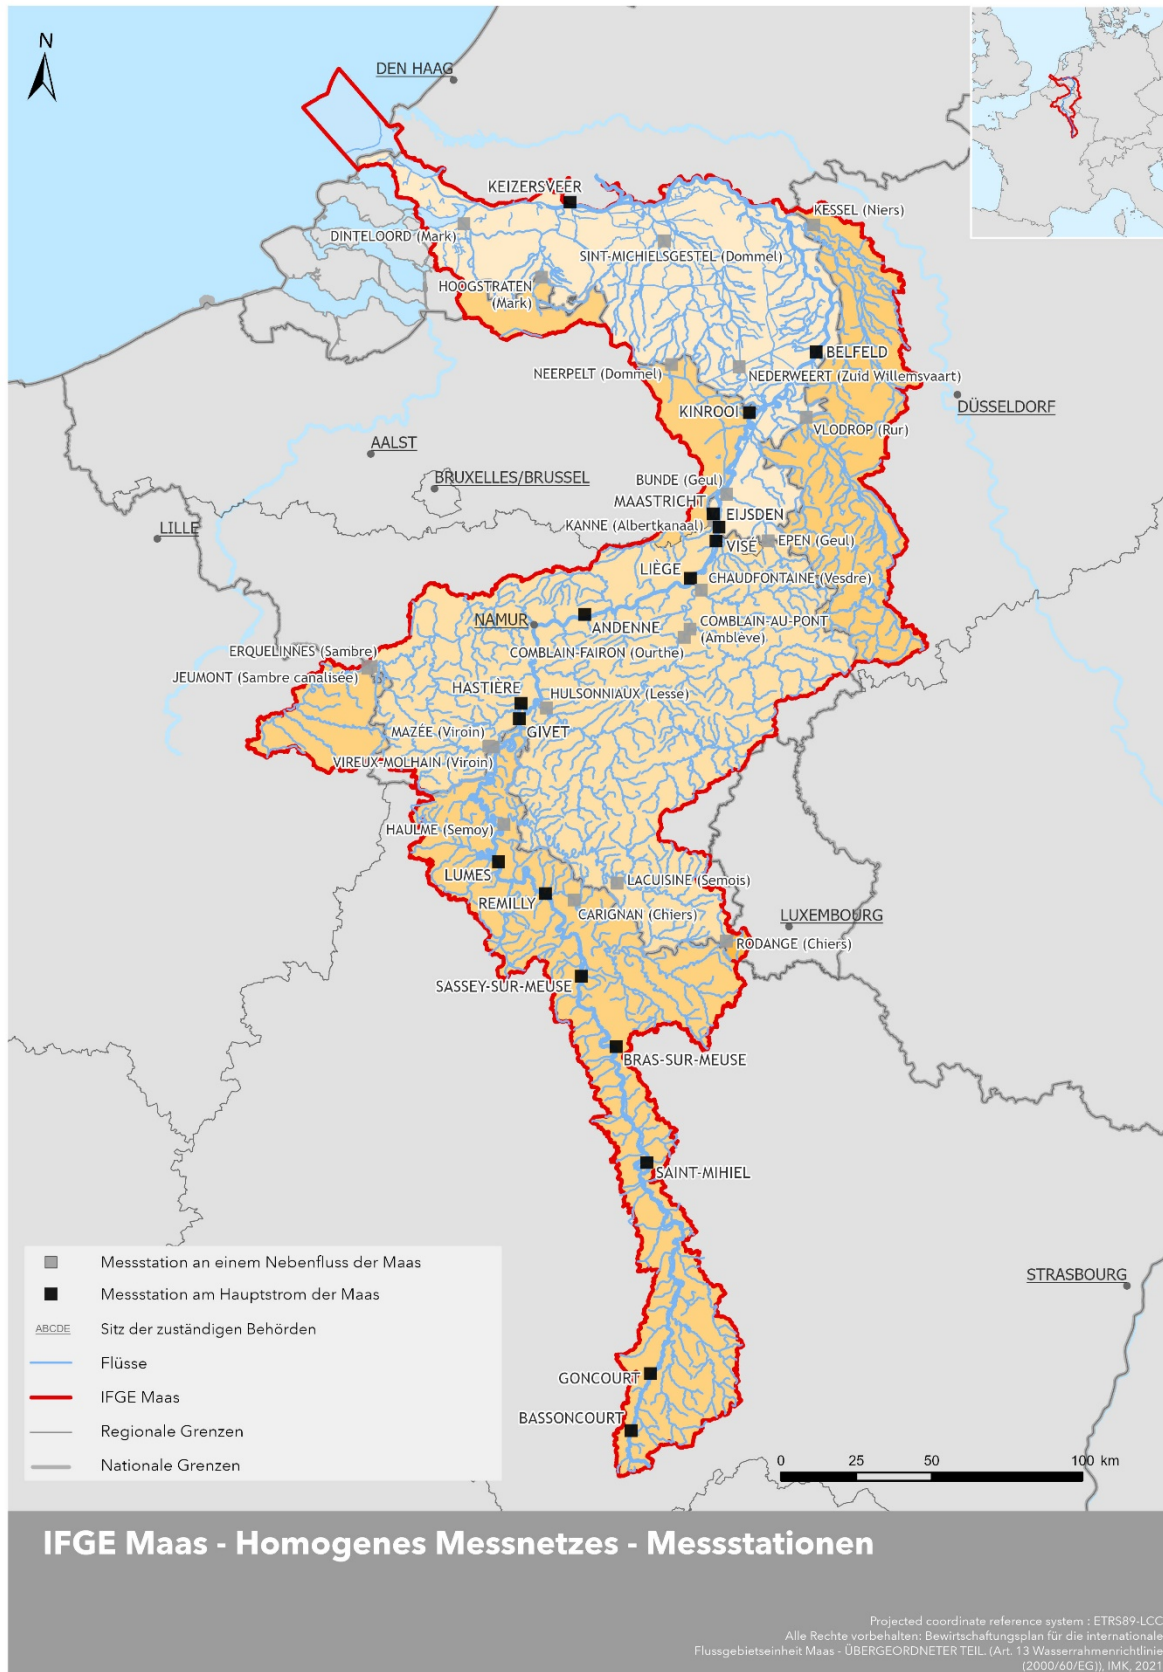 N
DEN HAAG
KEIZERSVEER
KESSEL (Niers)
DINTELOORD (Mark)
SINT-MICHIELSGESTEL (Dommel)
HOOGSTRATEN
(Mark)
BELFELD
NEERPELT (Dommel)
NEDERWEERT (Zuid Willemsvaart)
DÜSSELDORF
KINROOI
VLODROP (Rur)
AALST
BRUXELLES/BRUSSEL
BUNDE (Geul)
MAASTRICHT
EIJSDEN
LILLE
KANNE (Albertkanaal)
VISÉ
EPEN (Geul)
LIÈGE
CHAUDFONTAINE (Vesdre)
NAMUR
ANDENNE
COMBLAIN-AU-PONT
(Amblève)
ERQUELINNES (Sambre)
COMBLAIN-FAIRON (Ourthe)
JEUMONT (Sambre canalisée)
HASTIÈRE
HULSONNIAUX (Lesse)
MAZÉE (Viroin)
GIVET
VIREUX-MOLHAIN (Viroin)
HAULMÉ (Semoy)
LUMES
LACUISINE (Semois)
REMILLY
CARIGNAN (Chiers)
LUXEMBOURG
RODANGE (Chiers)
SASSEY-SUR-MEUSE
BRAS-SUR-MEUSE
SAINT-MIHIEL
Messstation an einem Nebenfluss der Maas
Messstation am Hauptstrom der Maas
STRASBOURG
ABCDE Sitz der zuständigen Behörden
Flüsse
GONCOURT
IFGE Maas
BASSONCOURT
Regionale Grenzen
Nationale Grenzen
0 25 50 100 km
IFGE Maas - Homogenes Messnetzes - Messstationen
Projected coordinate reference system : ETRS89-LCC
Alle Rechte vorbehalten: Bewirtschaftungsplan für die internationale
Flussgebietseinheit Maas - ÜBERGEORDNETER TEIL. (Art. 13 Wasserrahmenrichtlinie
(2000/60/EG)), IMK, 2021